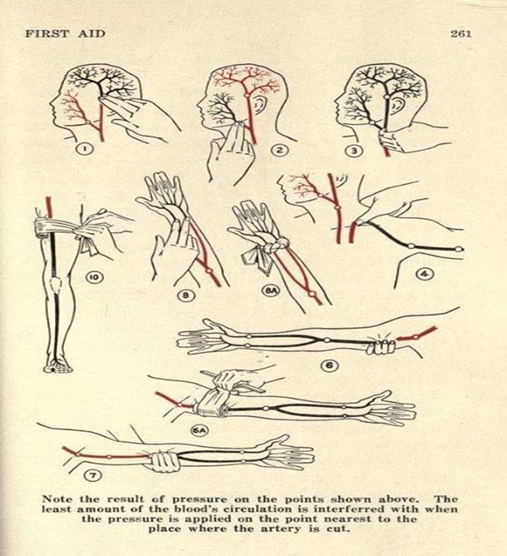 FIRST AID 261
1
2
3
4
10
8
8A
6
6A
7
Note the result of pressure on the points shown above. The
least amount of the blood's circulation is interferred with when
the pressure is applied on the point nearest to the
place where the artery is cut.